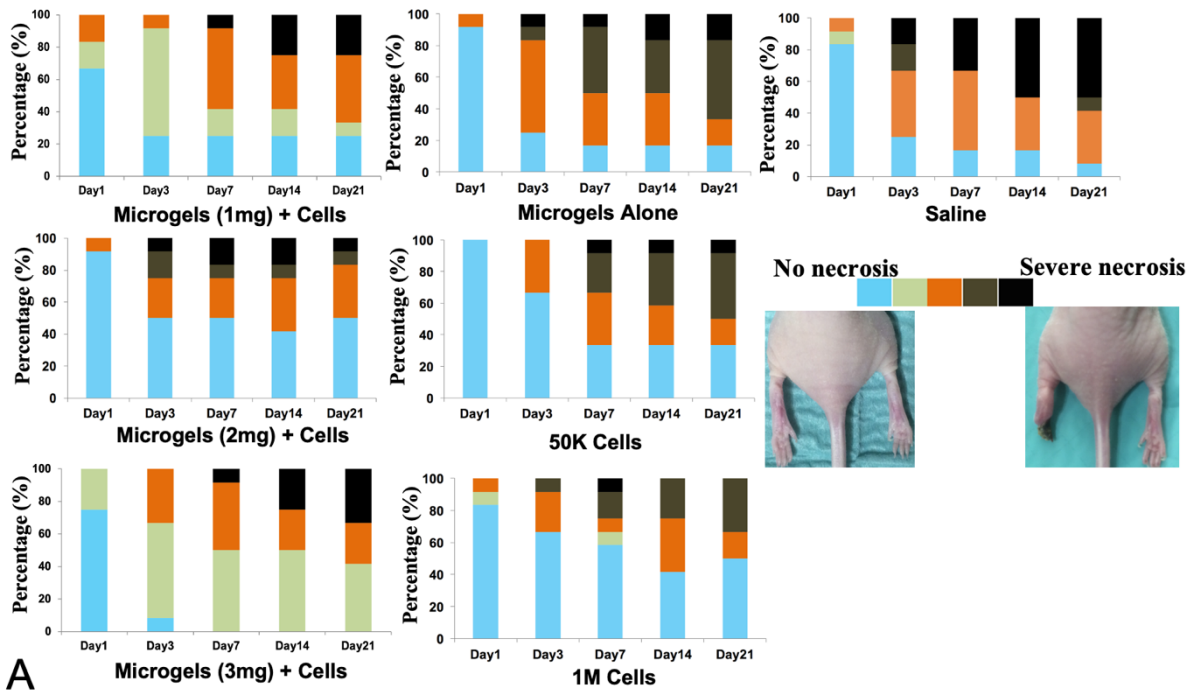 Percentage (%)
100
80
60
40
20
0
Day1 Day3 Day7 Day14 Day21
Microgels (1mg) + Cells
Percentage (%)
100
80
60
40
20
0
Day1 Day3 Day7 Day14 Day21
Microgels Alone
Percentage (%)
100
80
60
40
20
0
Day1 Day3 Day7 Day14 Day21
Saline
Percentage (%)
100
80
60
40
20
0
Day1 Day3 Day7 Day14 Day21
Microgels (2mg) + Cells
Percentage (%)
100
80
60
40
20
0
Day1 Day3 Day7 Day14 Day21
50K Cells
No necrosis Severe necrosis
Percentage (%)
100
80
60
40
20
0
Day1 Day3 Day7 Day14 Day21
Microgels (3mg) + Cells
Percentage (%)
100
80
60
40
20
0
Day1 Day3 Day7 Day14 Day21
1M Cells
A